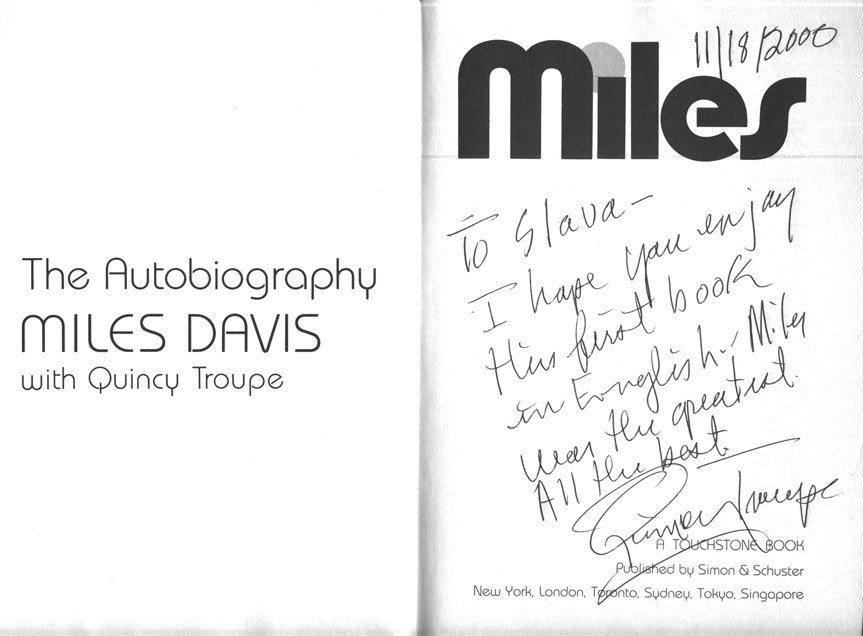 The Autobiography
MILES DAVIS
with Quincy Troupe
11/18/2000
miles
To Slava—
I hope you enjoy
this first book
in English. Miles
was the greatest.
All the best.
Quincy Troupe
A TOUCHSTONE BOOK
Published by Simon & Schuster
New York, London, Toronto, Sydney, Tokyo, Singapore